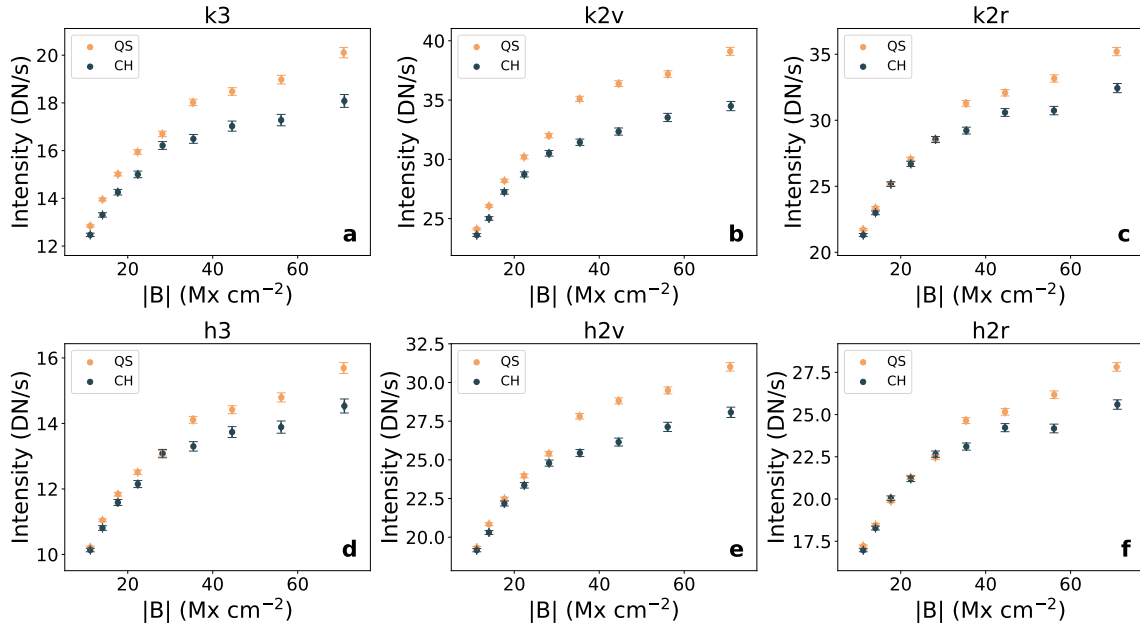 k3
k2v
k2r
Intensity (DN/s)
20
18
16
14
12
QS
CH
a
20
40
60
|B| (Mx cm⁻²)
Intensity (DN/s)
40
35
30
25
QS
CH
b
20
40
60
|B| (Mx cm⁻²)
Intensity (DN/s)
35
30
25
20
QS
CH
c
20
40
60
|B| (Mx cm⁻²)
h3
h2v
h2r
Intensity (DN/s)
16
14
12
10
QS
CH
d
20
40
60
|B| (Mx cm⁻²)
Intensity (DN/s)
32.5
30.0
27.5
25.0
22.5
20.0
QS
CH
e
20
40
60
|B| (Mx cm⁻²)
Intensity (DN/s)
27.5
25.0
22.5
20.0
17.5
QS
CH
f
20
40
60
|B| (Mx cm⁻²)